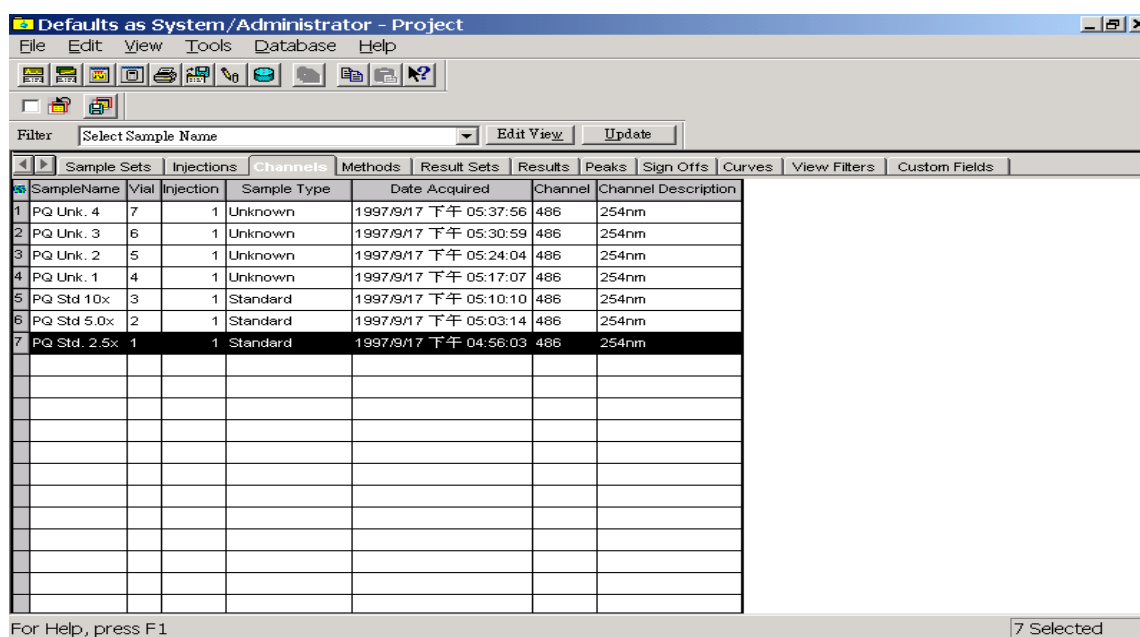 Defaults as System/Administrator - Project
File Edit View Tools Database Help
Filter Select Sample Name Edit View Update
Sample Sets Injections Channels Methods Result Sets Results Peaks Sign Offs Curves View Filters Custom Fields
SampleName Vial Injection Sample Type Date Acquired Channel Channel Description
1 PQ Unk. 4 7 1 Unknown 1997/9/17 下午 05:37:56 486 254nm
2 PQ Unk. 3 6 1 Unknown 1997/9/17 下午 05:30:59 486 254nm
3 PQ Unk. 2 5 1 Unknown 1997/9/17 下午 05:24:04 486 254nm
4 PQ Unk. 1 4 1 Unknown 1997/9/17 下午 05:17:07 486 254nm
5 PQ Std 10x 3 1 Standard 1997/9/17 下午 05:10:10 486 254nm
6 PQ Std 5.0x 2 1 Standard 1997/9/17 下午 05:03:14 486 254nm
7 PQ Std. 2.5x 1 1 Standard 1997/9/17 下午 04:56:03 486 254nm
For Help, press F1 7 Selected